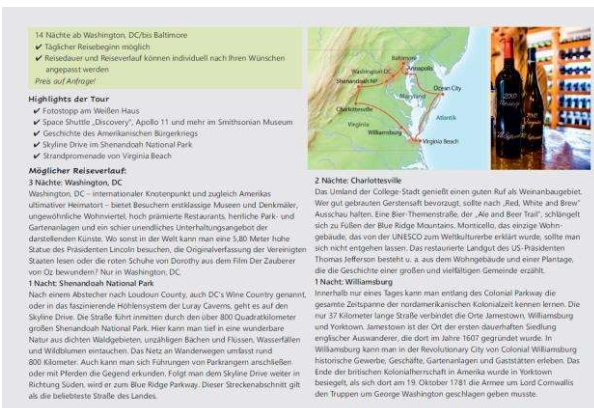 14 Nächte ab Washington, DC/bis Baltimore
✔ Täglicher Reisebeginn möglich
✔ Reisedauer und Reiseverlauf können individuell nach Ihren Wünschen
angepasst werden
Preis auf Anfrage!
Highlights der Tour
✔ Fotostopp am Weißen Haus
✔ Space Shuttle „Discovery", Apollo 11 und mehr im Smithsonian Museum
✔ Geschichte des Amerikanischen Bürgerkriegs
✔ Skyline Drive im Shenandoah National Park
✔ Strandpromenade von Virginia Beach
Möglicher Reiseverlauf:
3 Nächte: Washington, DC
Washington, DC – internationaler Knotenpunkt und zugleich Amerikas
ultimativer Heimatort – bietet Besuchern erstklassige Museen und Denkmäler,
ungewöhnliche Wohnviertel, hoch prämierte Restaurants, herrliche Park- und
Gartenanlagen und ein schier unendliches Unterhaltungsangebot der
darstellenden Künste. Wo sonst in der Welt kann man eine 5,80 Meter hohe
Statue des Präsidenten Lincoln besuchen, die Originalverfassung der Vereinigten
Staaten lesen oder die roten Schuhe von Dorothy aus dem Film Der Zauberer
von Oz bewundern? Nur in Washington, DC.
1 Nacht: Shenandoah National Park
Nach einem Abstecher nach Loudoun County, auch DC's Wine Country genannt,
oder in das faszinierende Höhlensystem der Luray Caverns, geht es auf den
Skyline Drive. Die Straße führt inmitten durch den über 800 Quadratkilometer
großen Shenandoah National Park. Hier kann man tief in eine wunderbare
Natur aus dichten Waldgebieten, unzähligen Bächen und Flüssen, Wasserfällen
und Wildblumen eintauchen. Das Netz an Wanderwegen umfasst rund
800 Kilometer. Auch kann man sich Führungen von Parkrangern anschließen
oder mit Pferden die Gegend erkunden. Folgt man dem Skyline Drive weiter in
Richtung Süden, wird er zum Blue Ridge Parkway. Dieser Streckenabschnitt gilt
als die beliebteste Straße des Landes.
Baltimore
Washington DC
Annapolis
Shenandoah NP
Ocean City
Maryland
Charlottesville
Virginia
Atlantik
Williamsburg
Virginia Beach
2 Nächte: Charlottesville
Das Umland der College-Stadt genießt einen guten Ruf als Weinanbaugebiet.
Wer gut gebrauten Gerstensaft bevorzugt, sollte nach „Red, White and Brew"
Ausschau halten. Eine Bier-Themenstraße, der „Ale and Beer Trail", schlängelt
sich zu Füßen der Blue Ridge Mountains. Monticello, das einzige Wohn-
gebäude, das von der UNESCO zum Weltkulturerbe erklärt wurde, sollte man
sich nicht entgehen lassen. Das restaurierte Landgut des US-Präsidenten
Thomas Jefferson besteht u. a. aus dem Wohngebäude und einer Plantage,
die die Geschichte einer großen und vielfältigen Gemeinde erzählt.
1 Nacht: Williamsburg
Innerhalb nur eines Tages kann man entlang des Colonial Parkway die
gesamte Zeitspanne der nordamerikanischen Kolonialzeit kennen lernen. Die
nur 37 Kilometer lange Straße verbindet die Orte Jamestown, Williamsburg
und Yorktown. Jamestown ist der Ort der ersten dauerhaften Siedlung
englischer Auswanderer, die dort im Jahre 1607 gegründet wurde. In
Williamsburg kann man in der Revolutionary City von Colonial Williamsburg
historische Gewerbe, Geschäfte, Gartenanlagen und Gaststätten erleben. Das
Ende der britischen Kolonialherrschaft in Amerika wurde in Yorktown
besiegelt, als sich dort am 19. Oktober 1781 die Armee um Lord Cornwallis
den Truppen um George Washington geschlagen geben musste.